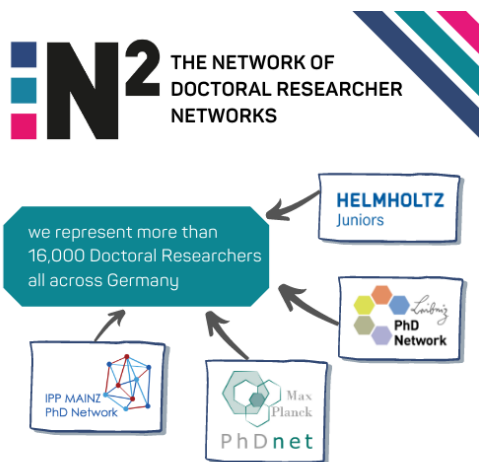 N²
THE NETWORK OF
DOCTORAL RESEARCHER
NETWORKS
HELMHOLTZ
Juniors
we represent more than
16,000 Doctoral Researchers
all across Germany
Leibniz
PhD
Network
IPP MAINZ
PhD Network
Max
Planck
PhDnet